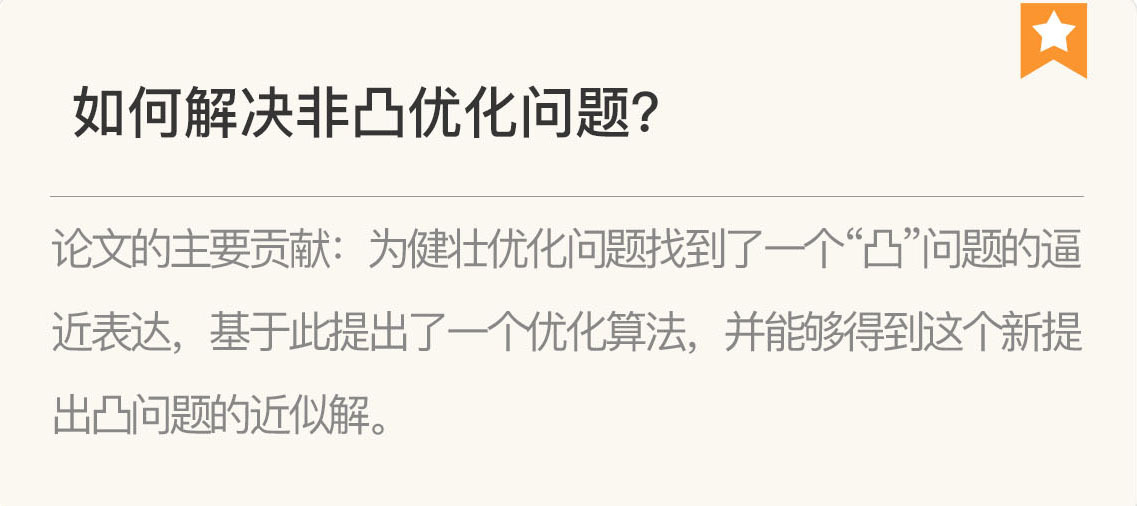 如何解决非凸优化问题？
论文的主要贡献：为健壮优化问题找到了一个“凸”问题的逼
近表达，基于此提出了一个优化算法，并能够得到这个新提
出凸问题的近似解。